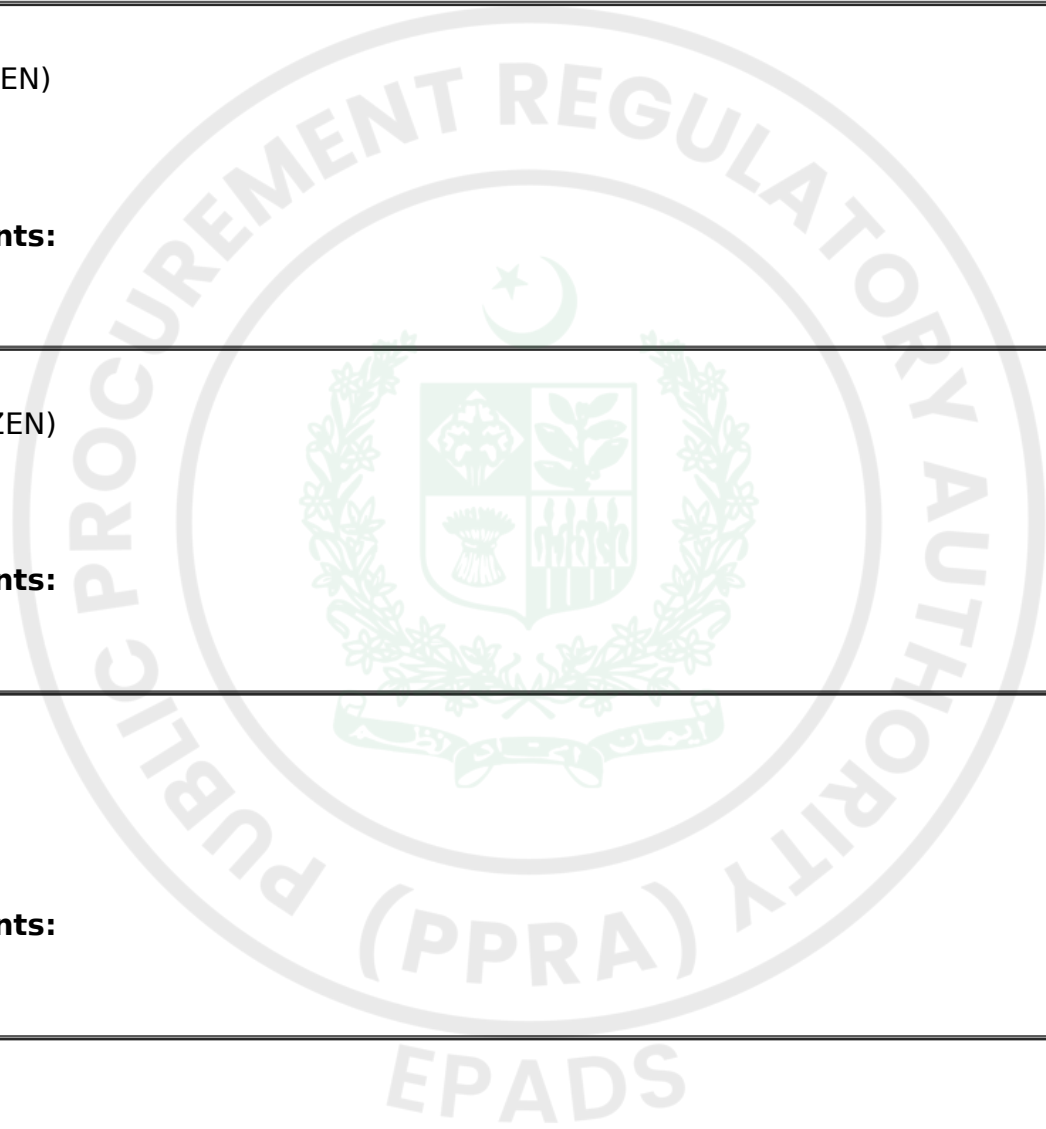 EN)
nts:
ZEN)
nts:
nts:
PUBLIC PROCUREMENT REGULATORY AUTHORITY
(PPRA)
EPADS